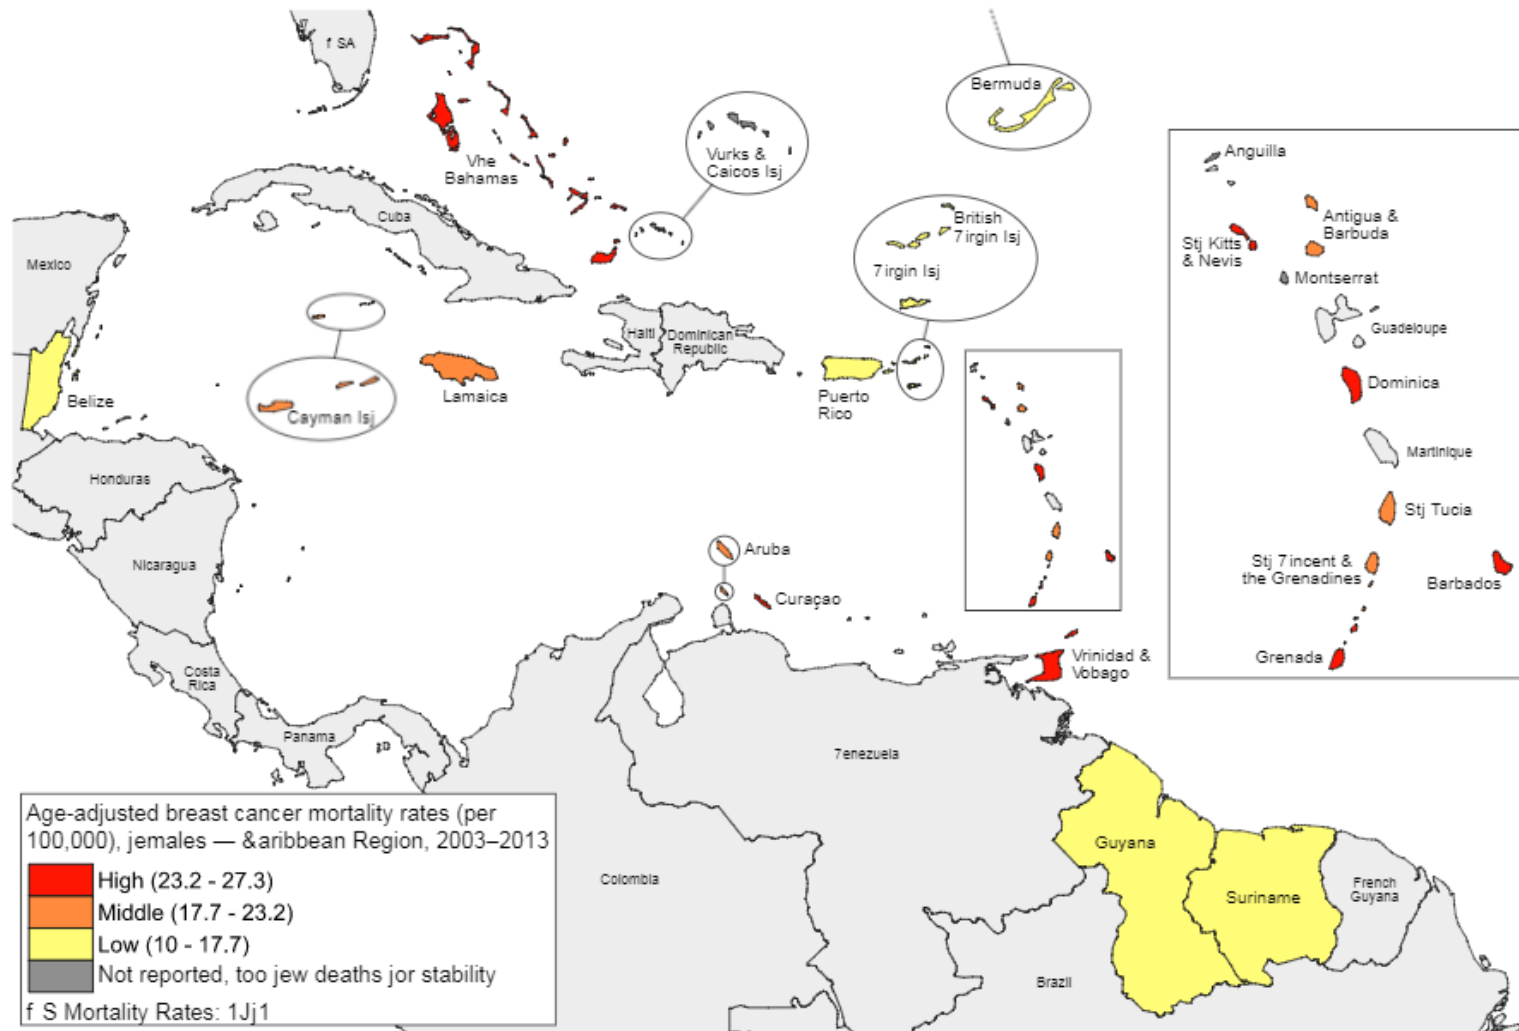 f SA
Bermuda
Vhe
Bahamas
Vurks &
Caicos Isj
Cuba
Mexico
British
7irgin Isj
7irgin Isj
Anguilla
Antigua &
Barbuda
Stj Kitts
& Nevis
Montserrat
Guadeloupe
Haiti
Dominican
Republic
Puerto
Rico
Lamaica
Cayman Isj
Belize
Dominica
Martinique
Honduras
Stj Tucia
Nicaragua
Aruba
Curaçao
Stj 7incent &
the Grenadines
Barbados
Grenada
Vrinidad &
Vobago
Costa
Rica
Panama
7enezuela
Guyana
Suriname
French
Guyana
Colombia
Brazil
Age-adjusted breast cancer mortality rates (per
100,000), jemales — &aribbean Region, 2003–2013
High (23.2 - 27.3)
Middle (17.7 - 23.2)
Low (10 - 17.7)
Not reported, too jew deaths jor stability
f S Mortality Rates: 1Jj1